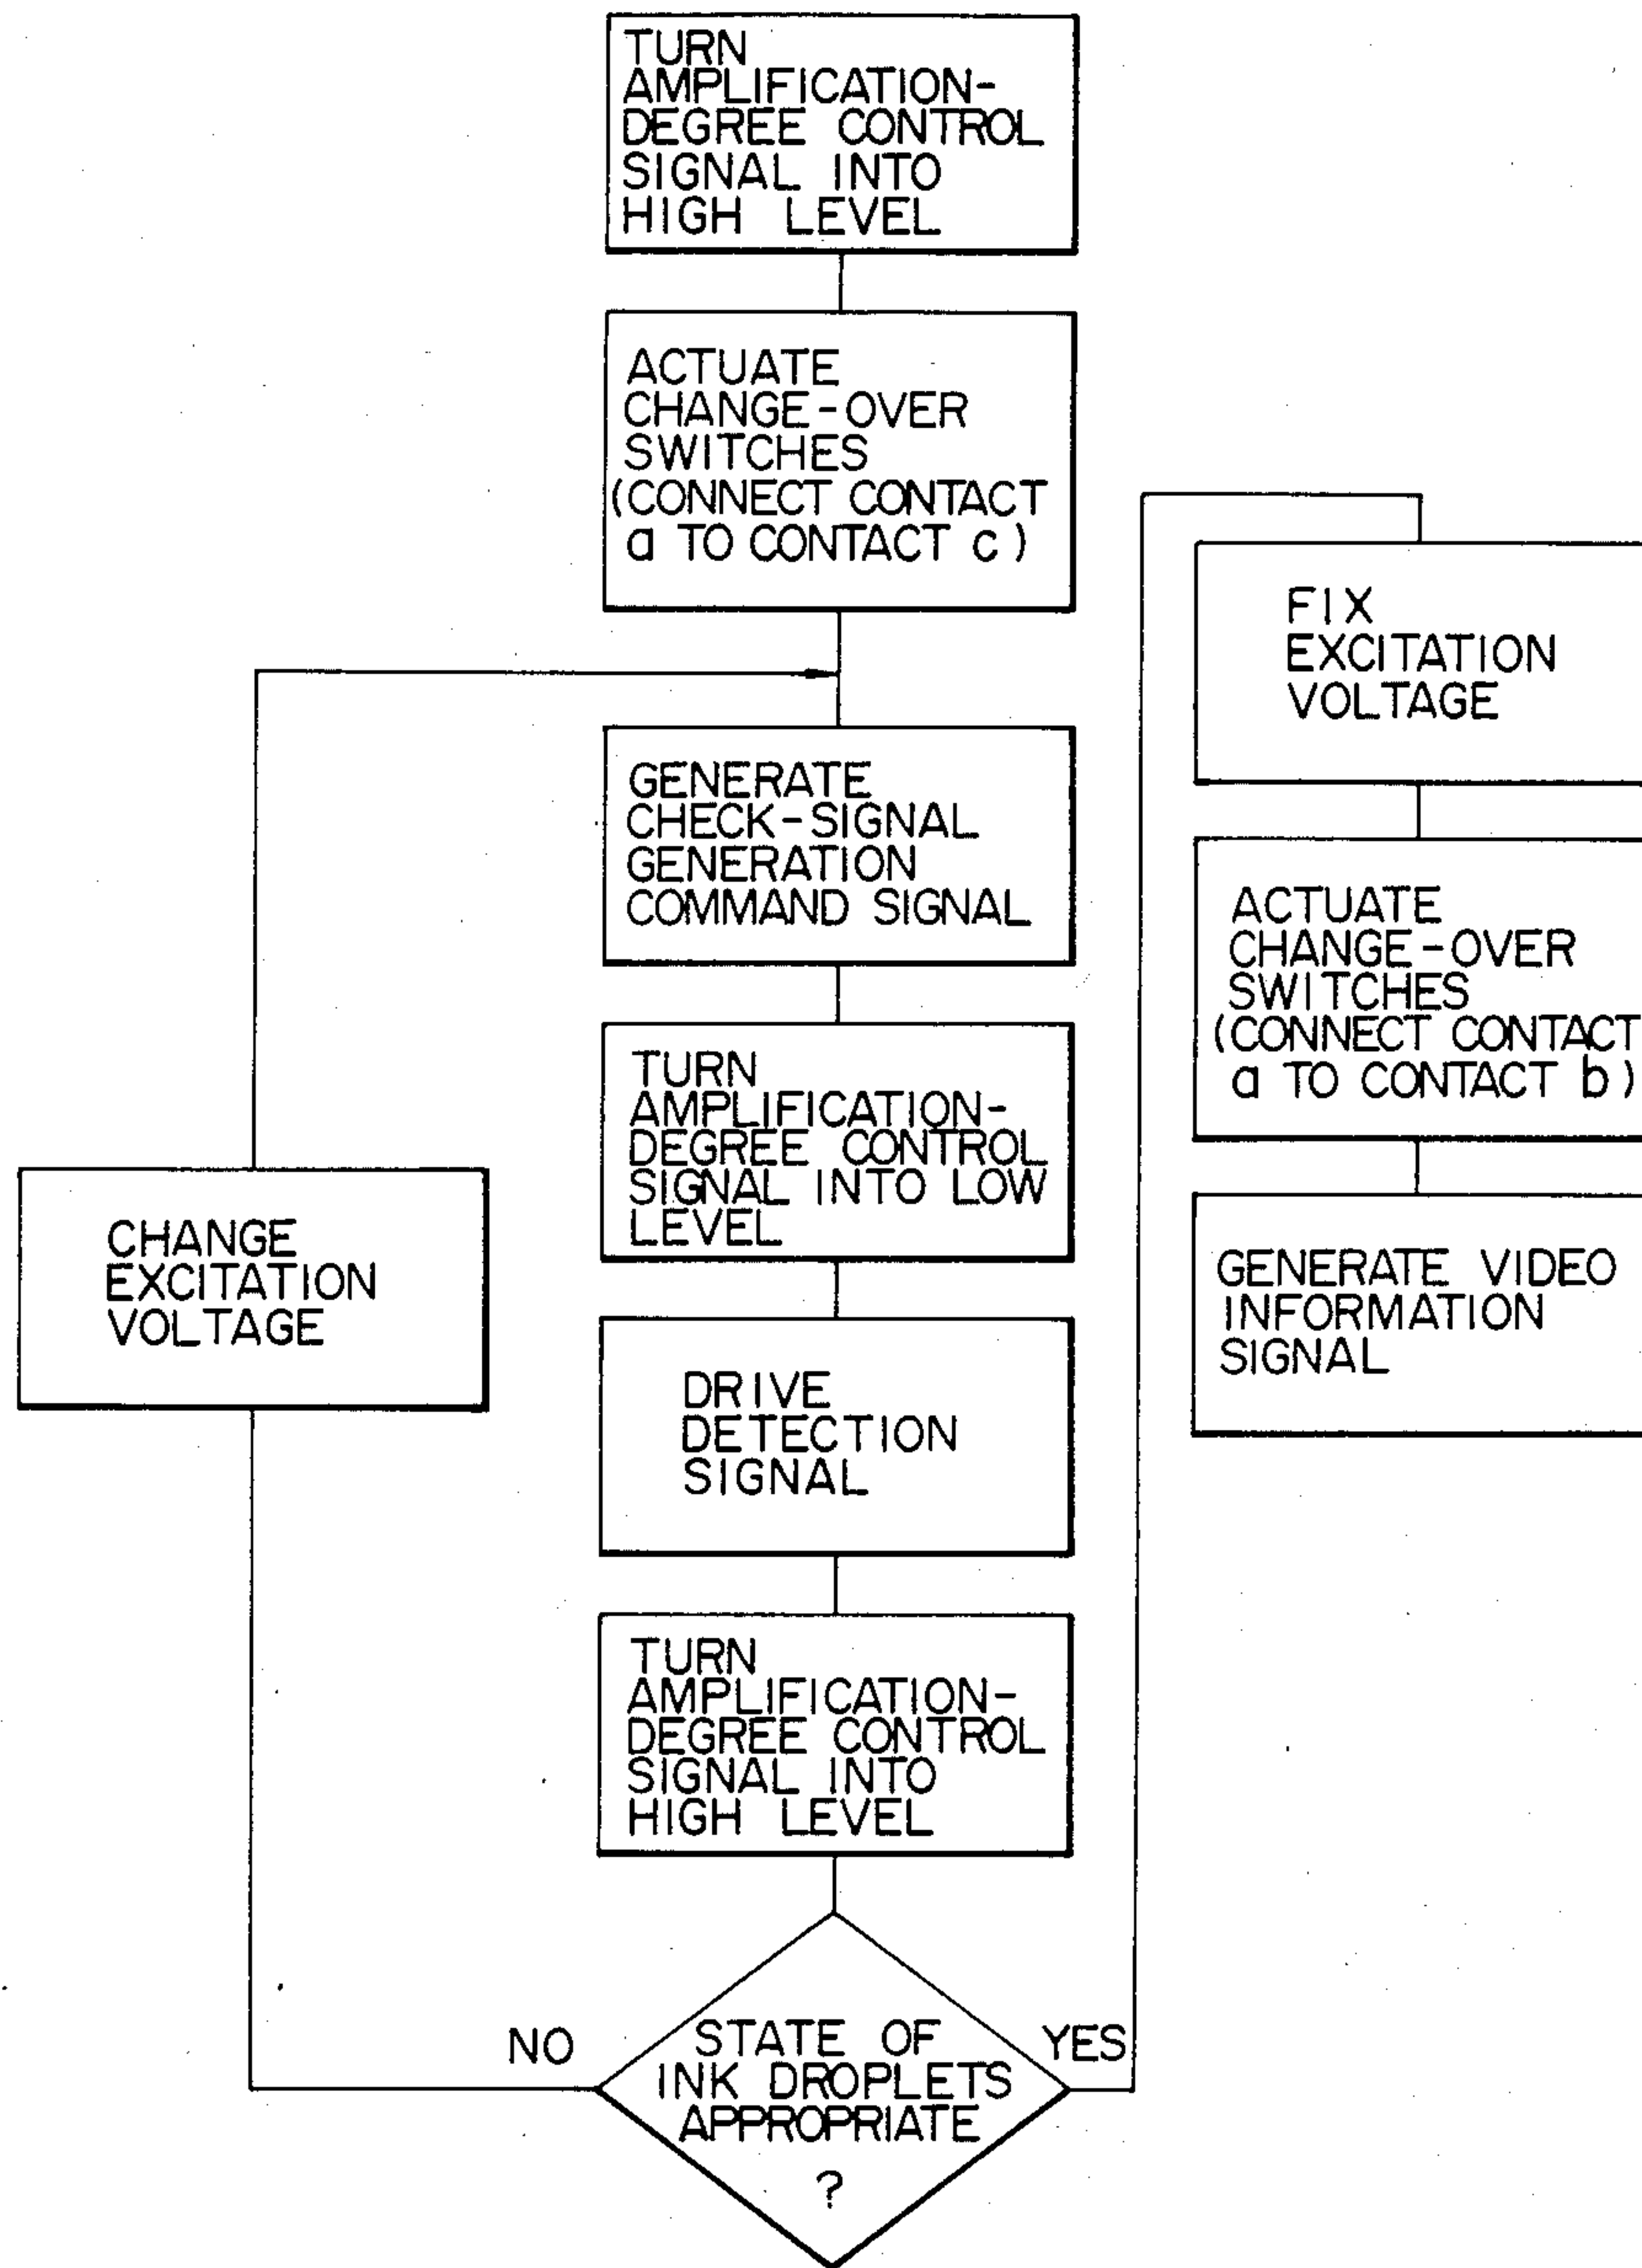 TURN
AMPLIFICATION-
DEGREE CONTROL
SIGNAL INTO
HIGH LEVEL
ACTUATE
CHANGE-OVER
SWITCHES
(CONNECT CONTACT
a TO CONTACT c)
GENERATE
CHECK-SIGNAL
GENERATION
COMMAND SIGNAL
TURN
AMPLIFICATION-
DEGREE CONTROL
SIGNAL INTO LOW
LEVEL
DRIVE
DETECTION
SIGNAL
TURN
AMPLIFICATION-
DEGREE CONTROL
SIGNAL INTO
HIGH LEVEL
STATE OF
INK DROPLETS
APPROPRIATE
?
NO
YES
CHANGE
EXCITATION
VOLTAGE
FIX
EXCITATION
VOLTAGE
ACTUATE
CHANGE-OVER
SWITCHES
(CONNECT CONTACT
a TO CONTACT b)
GENERATE VIDEO
INFORMATION
SIGNAL